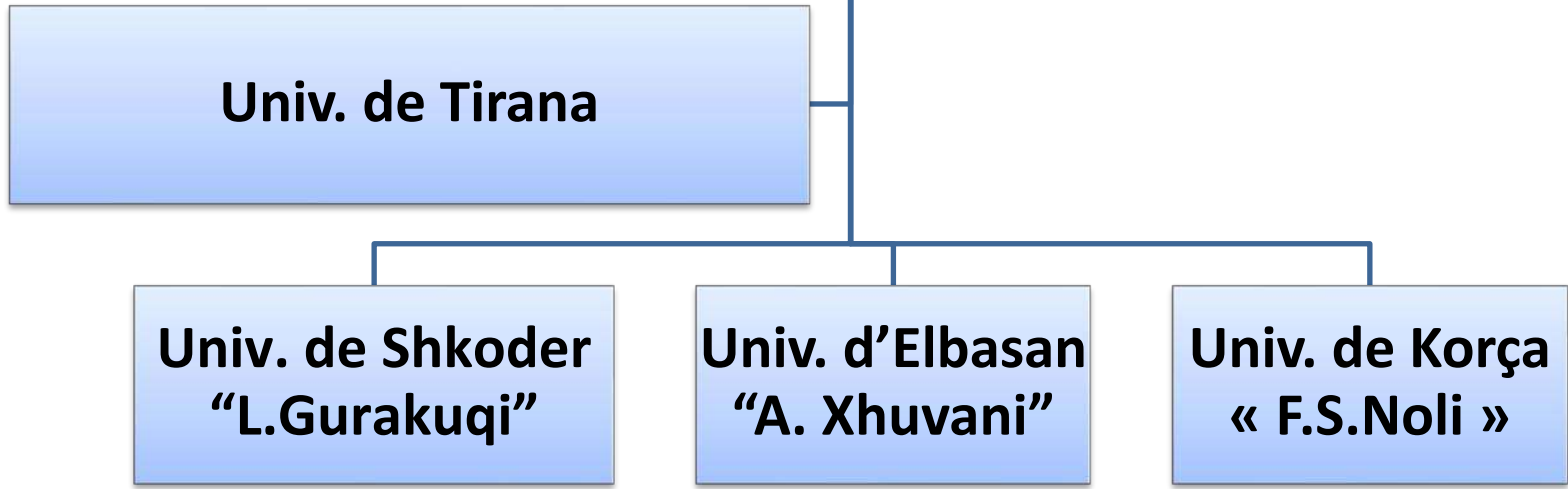 Univ. de Tirana
Univ. de Shkoder
“L.Gurakuqi”
Univ. d’Elbasan
“A. Xhuvani”
Univ. de Korça
« F.S.Noli »